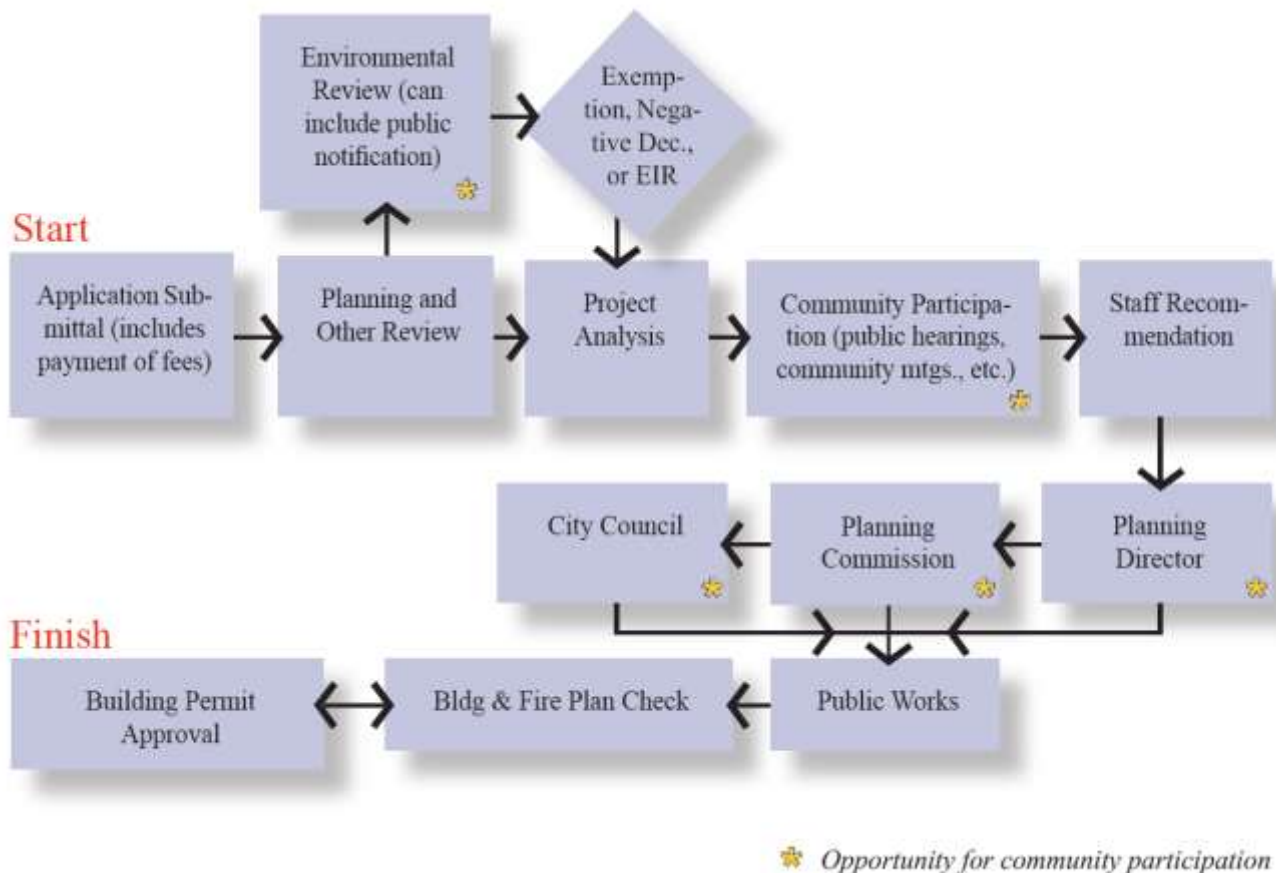 Environmental
Review (can
include public
notification)
Exemp-
tion, Nega-
tive Dec.,
or EIR
Start
Application Sub-
mittal (includes
payment of fees)
Planning and
Other Review
Project
Analysis
Community Participa-
tion (public hearings,
community mtgs., etc.)
Staff Recom-
mendation
City Council
Planning
Commission
Planning
Director
Finish
Building Permit
Approval
Bldg & Fire Plan Check
Public Works
Opportunity for community participation